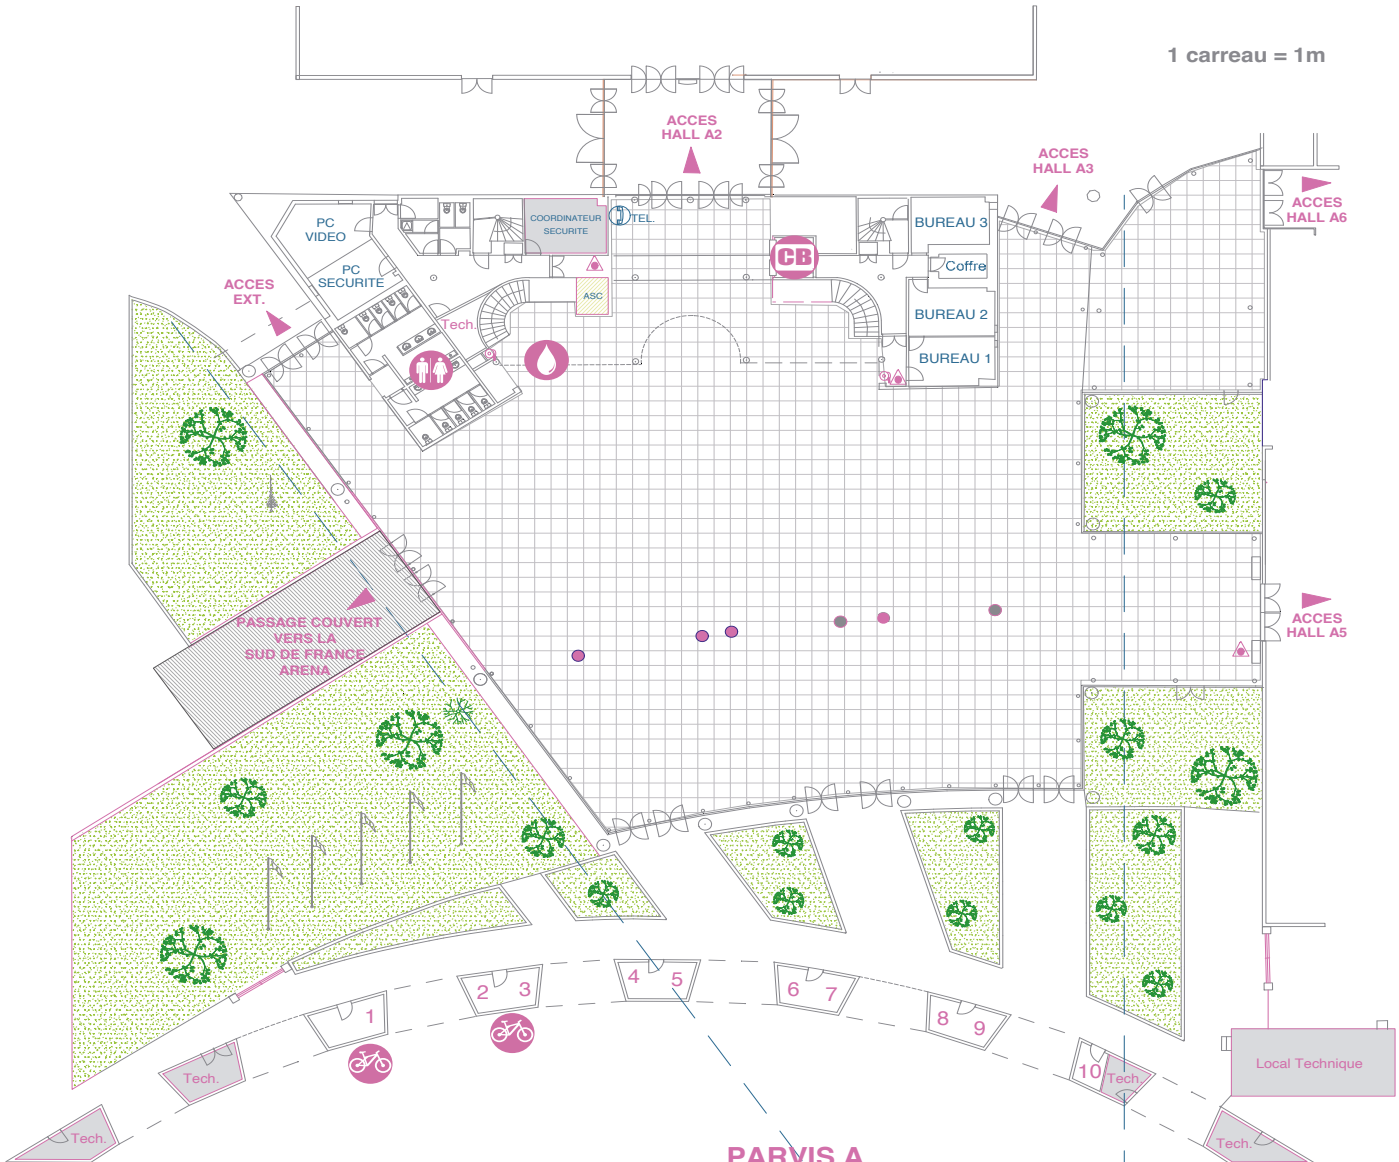 1 carreau = 1m
ACCES
HALL A2
ACCES
HALL A3
ACCES
HALL A6
PC
VIDEO
COORDINATEUR
SECURITE
TEL.
BUREAU 3
CB
Coffre
PC
SECURITE
ACCES
EXT.
ASC
BUREAU 2
Tech.
BUREAU 1
PASSAGE COUVERT
VERS LA
SUD DE FRANCE
ARENA
ACCES
HALL A5
1
2
3
4
5
6
7
8
9
10
Tech.
Tech.
Tech.
Tech.
Local Technique
PARVIS A